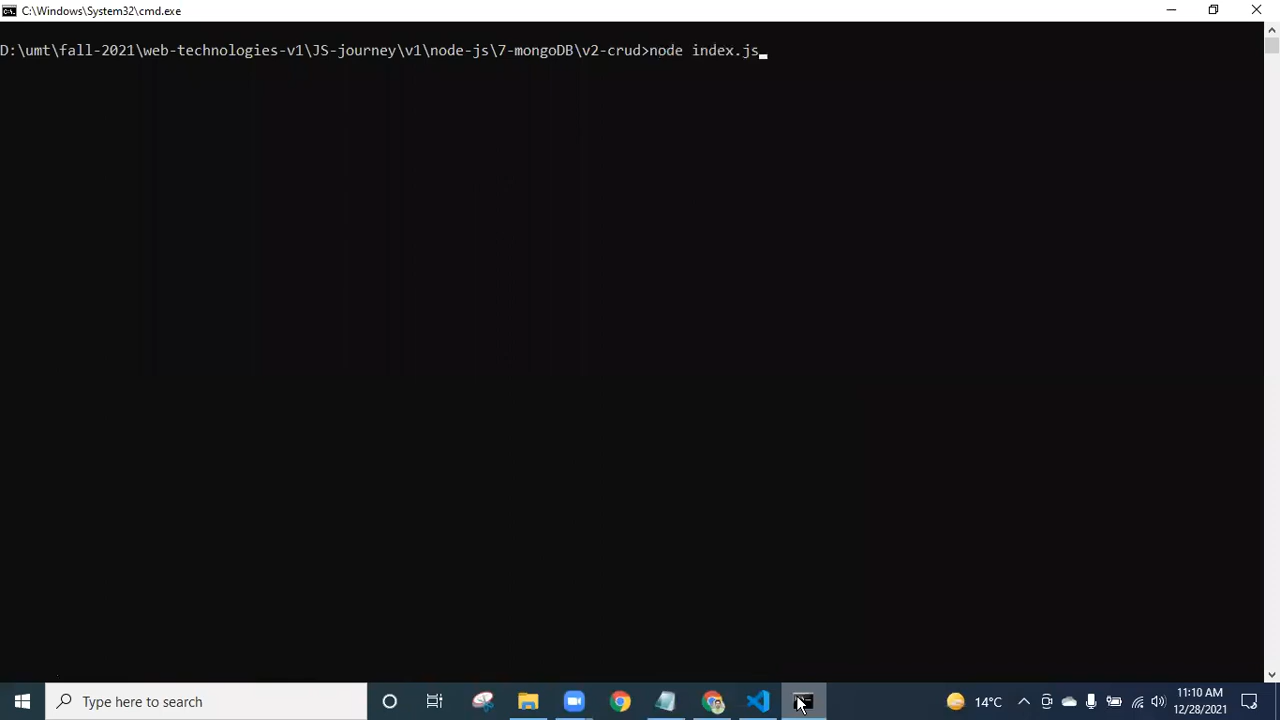 C:\Windows\System32\cmd.exe
D:\umt\fall-2021\web-technologies-v1\JS-journey\v1\node-js\7-mongoDB\v2-crud>node index.js
Type here to search
14°C
11:10 AM
12/28/2021